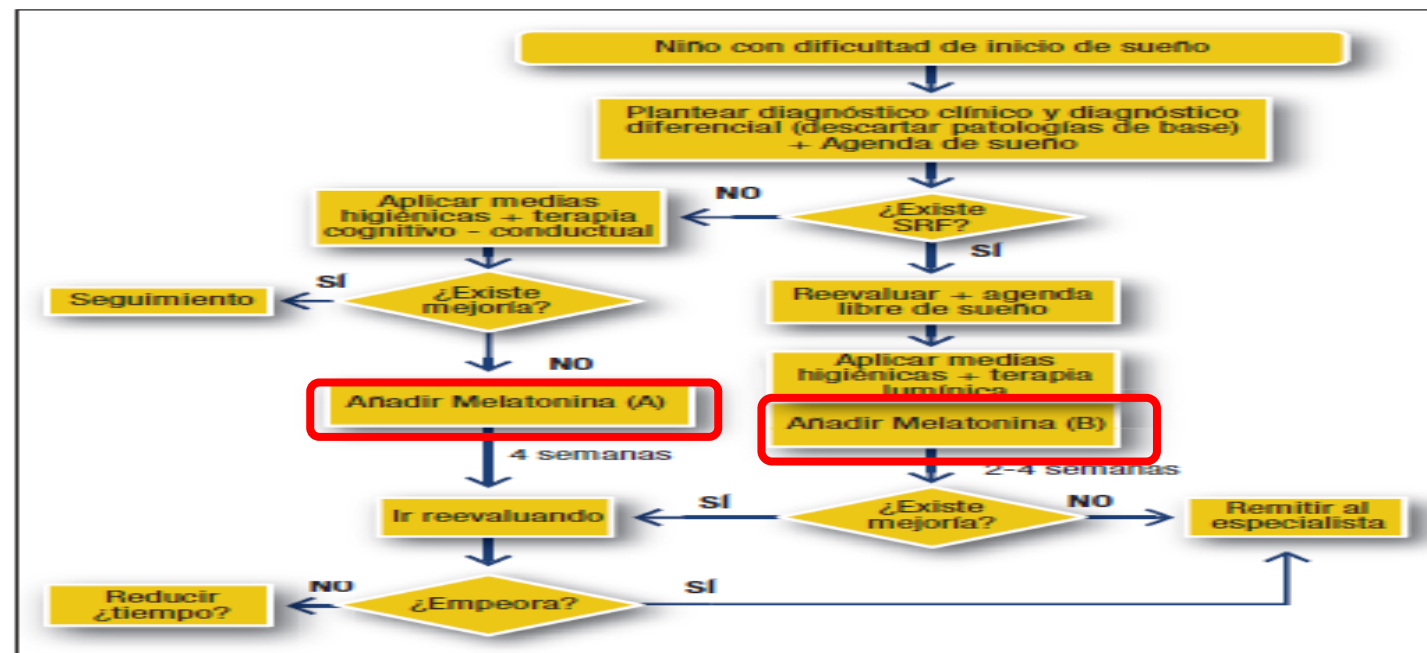 Niño con dificultad de inicio de sueño
Plantear diagnóstico clínico y diagnóstico
diferencial (descartar patologías de base)
+ Agenda de sueño
NO
¿Existe
SRF?
SÍ
Aplicar medias
higiénicas + terapia
cognitivo - conductual
¿Existe
mejoría?
SÍ
Seguimiento
NO
Añadir Melatonina (A)
4 semanas
Reevaluar + agenda
libre de sueño
Aplicar medias
higiénicas + terapia
lumínica
Añadir Melatonina (B)
2-4 semanas
¿Existe
mejoría?
SÍ
NO
Ir reevaluando
Remitir al
especialista
¿Empeora?
NO
SÍ
Reducir
¿tiempo?